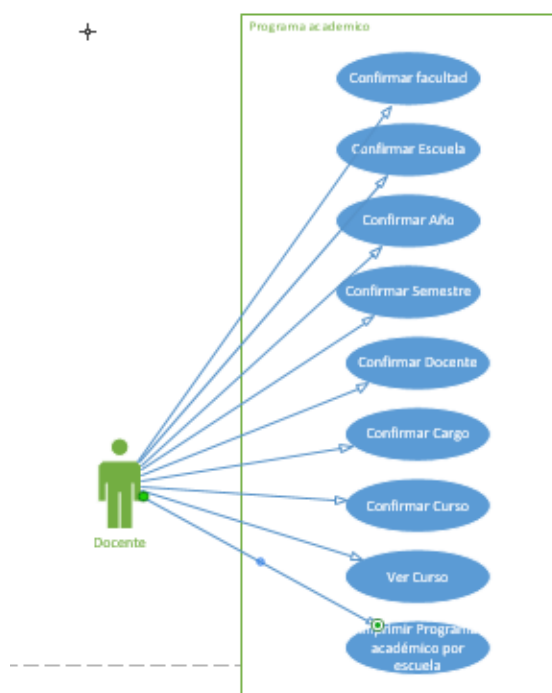 Programa academico
Confirmar facultad
Confirmar Escuela
Confirmar Año
Confirmar Semestre
Confirmar Docente
Confirmar Cargo
Confirmar Curso
Docente
Ver Curso
académico por
escuela